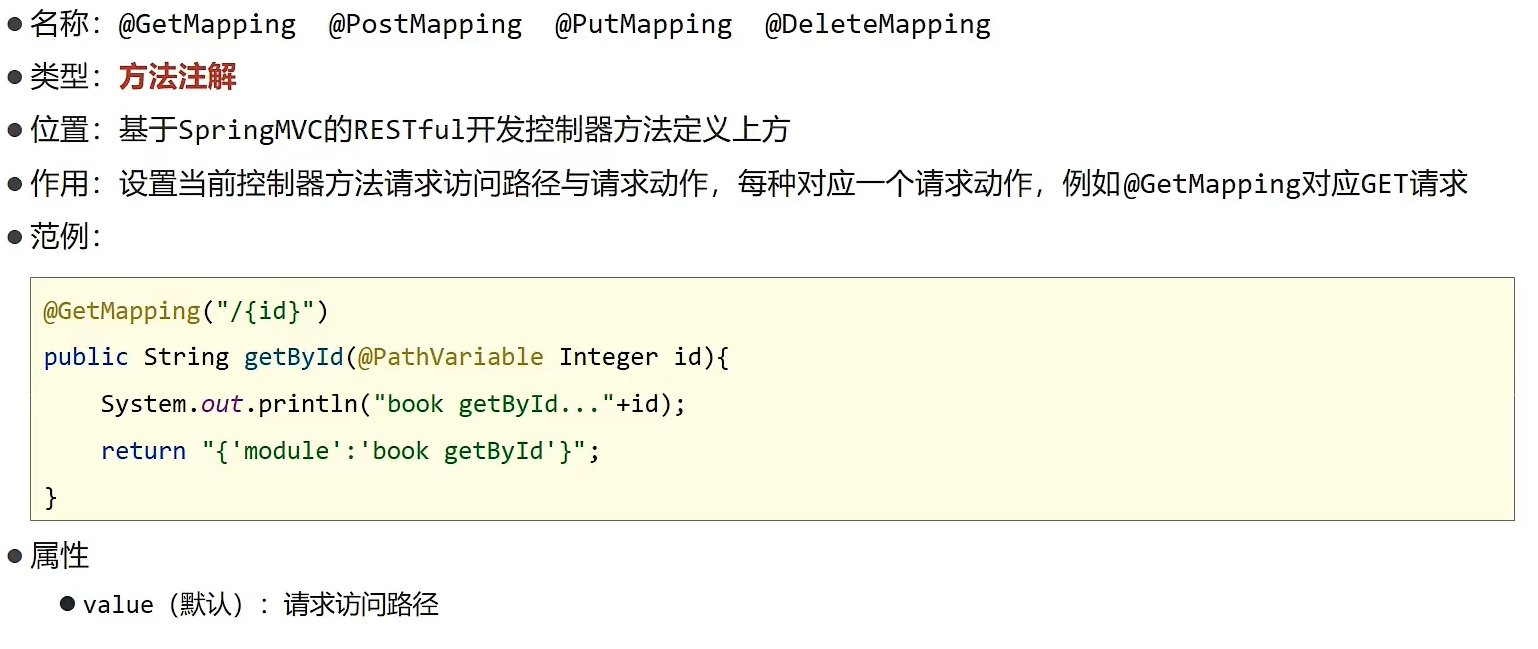 ● 名称：@GetMapping @PostMapping @PutMapping @DeleteMapping
● 类型：方法注解
● 位置：基于SpringMVC的RESTful开发控制器方法定义上方
● 作用：设置当前控制器方法请求访问路径与请求动作，每种对应一个请求动作，例如@GetMapping对应GET请求
● 范例：
@GetMapping("/{id}")
public String getById(@PathVariable Integer id){
    System.out.println("book getById..."+id);
    return "{'module':'book getById'}";
}
● 属性
● value（默认）：请求访问路径